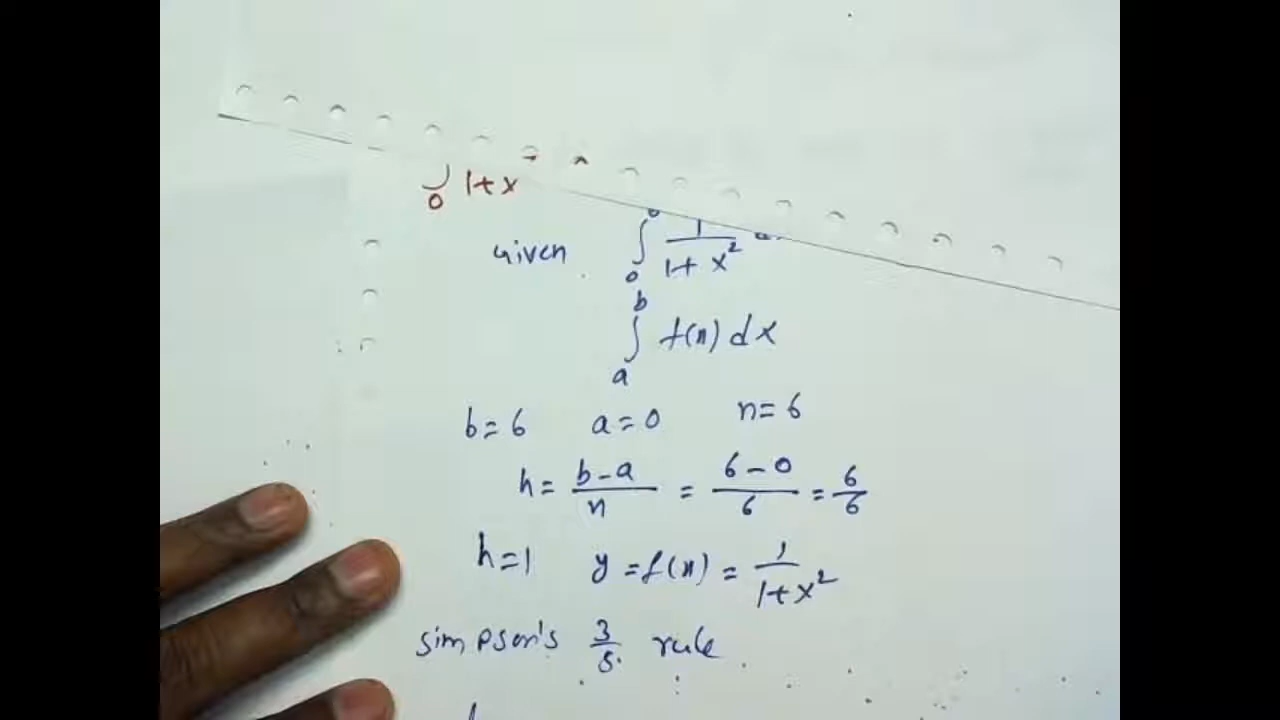 0 1+x
Given ∫ 0 1/1+x²
∫ a b f(x) dx
b=6 a=0 n=6
h= b-a/n = 6-0/6 = 6/6
h=1 y=f(x) = 1/1+x²
simpson's 3/8 rule